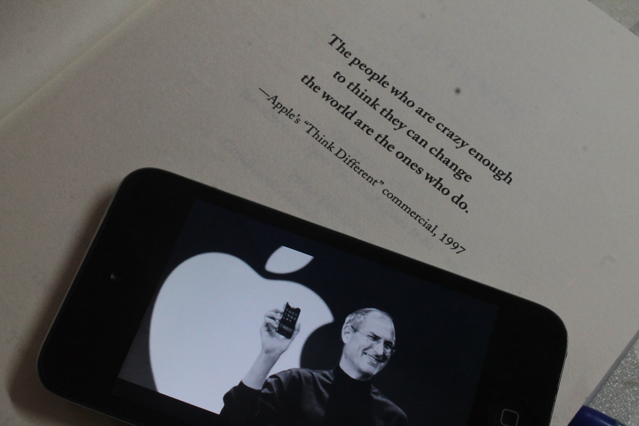 The people who are crazy enough
to think they can change
the world are the ones who do.
—Apple's "Think Different" commercial, 1997